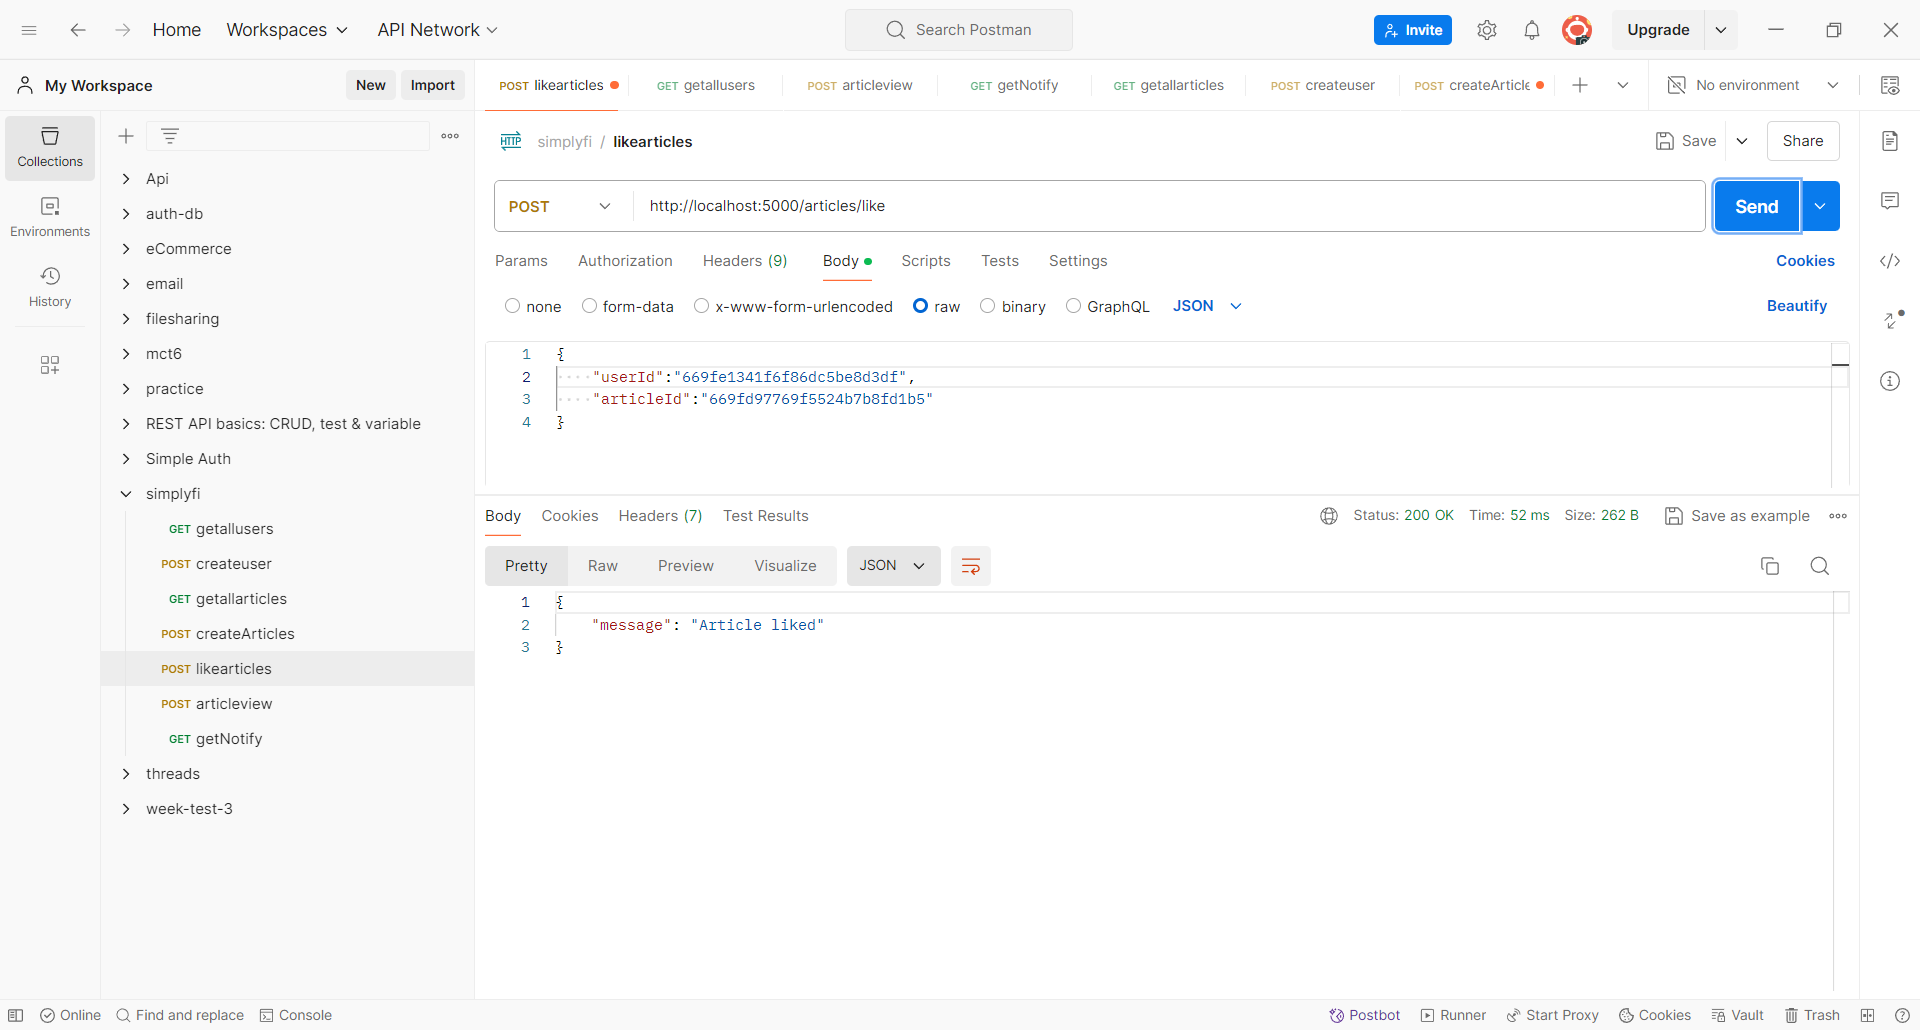 Home Workspaces API Network Search Postman Invite Upgrade
My Workspace New Import POST likearticles GET getallusers POST articleview GET getNotify GET getallarticles POST createuser POST createArticle No environment
Collections
Environments
History
Api
auth-db
eCommerce
email
filesharing
mct6
practice
REST API basics: CRUD, test & variable
Simple Auth
simplyfi
GET getallusers
POST createuser
GET getallarticles
POST createArticles
POST likearticles
POST articleview
GET getNotify
threads
week-test-3
HTTP simplyfi / likearticles Save Share
POST http://localhost:5000/articles/like Send
Params Authorization Headers (9) Body Scripts Tests Settings Cookies
none form-data x-www-form-urlencoded raw binary GraphQL JSON Beautify
1 {
2 ····"userId":"669fe1341f6f86dc5be8d3df",
3 ····"articleId":"669fd97769f5524b7b8fd1b5"
4 }
Body Cookies Headers (7) Test Results Status: 200 OK Time: 52 ms Size: 262 B Save as example
Pretty Raw Preview Visualize JSON
1 {
2 "message": "Article liked"
3 }
Online Find and replace Console Postbot Runner Start Proxy Cookies Vault Trash